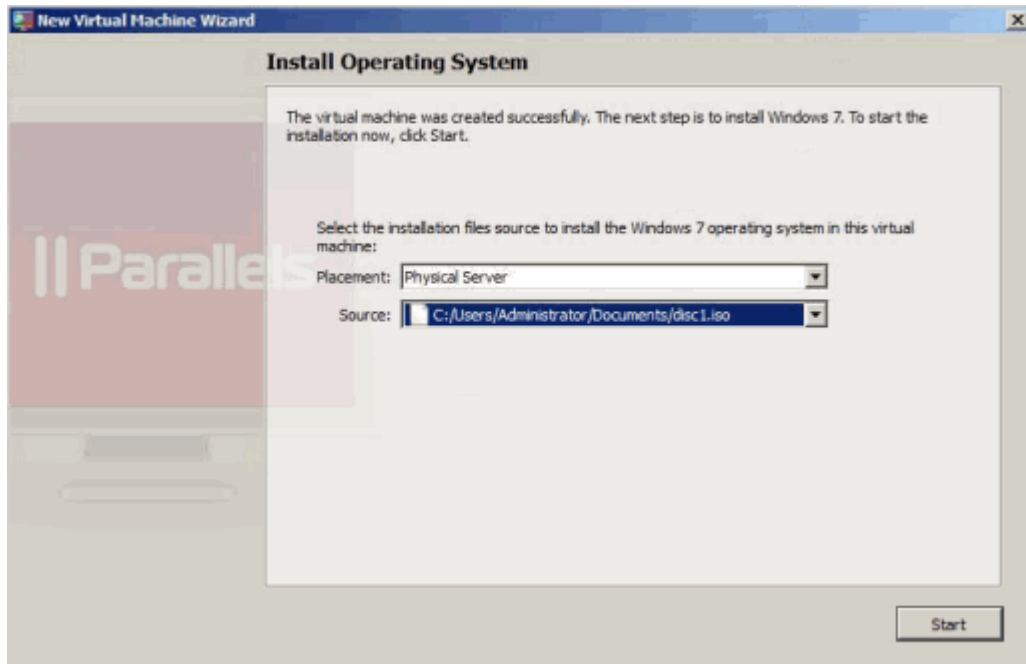 New Virtual Machine Wizard
Install Operating System
The virtual machine was created successfully. The next step is to install Windows 7. To start the
installation now, click Start.
Select the installation files source to install the Windows 7 operating system in this virtual
machine:
Placement: Physical Server
Source: C:/Users/Administrator/Documents/disc1.iso
|| Parallels
Start